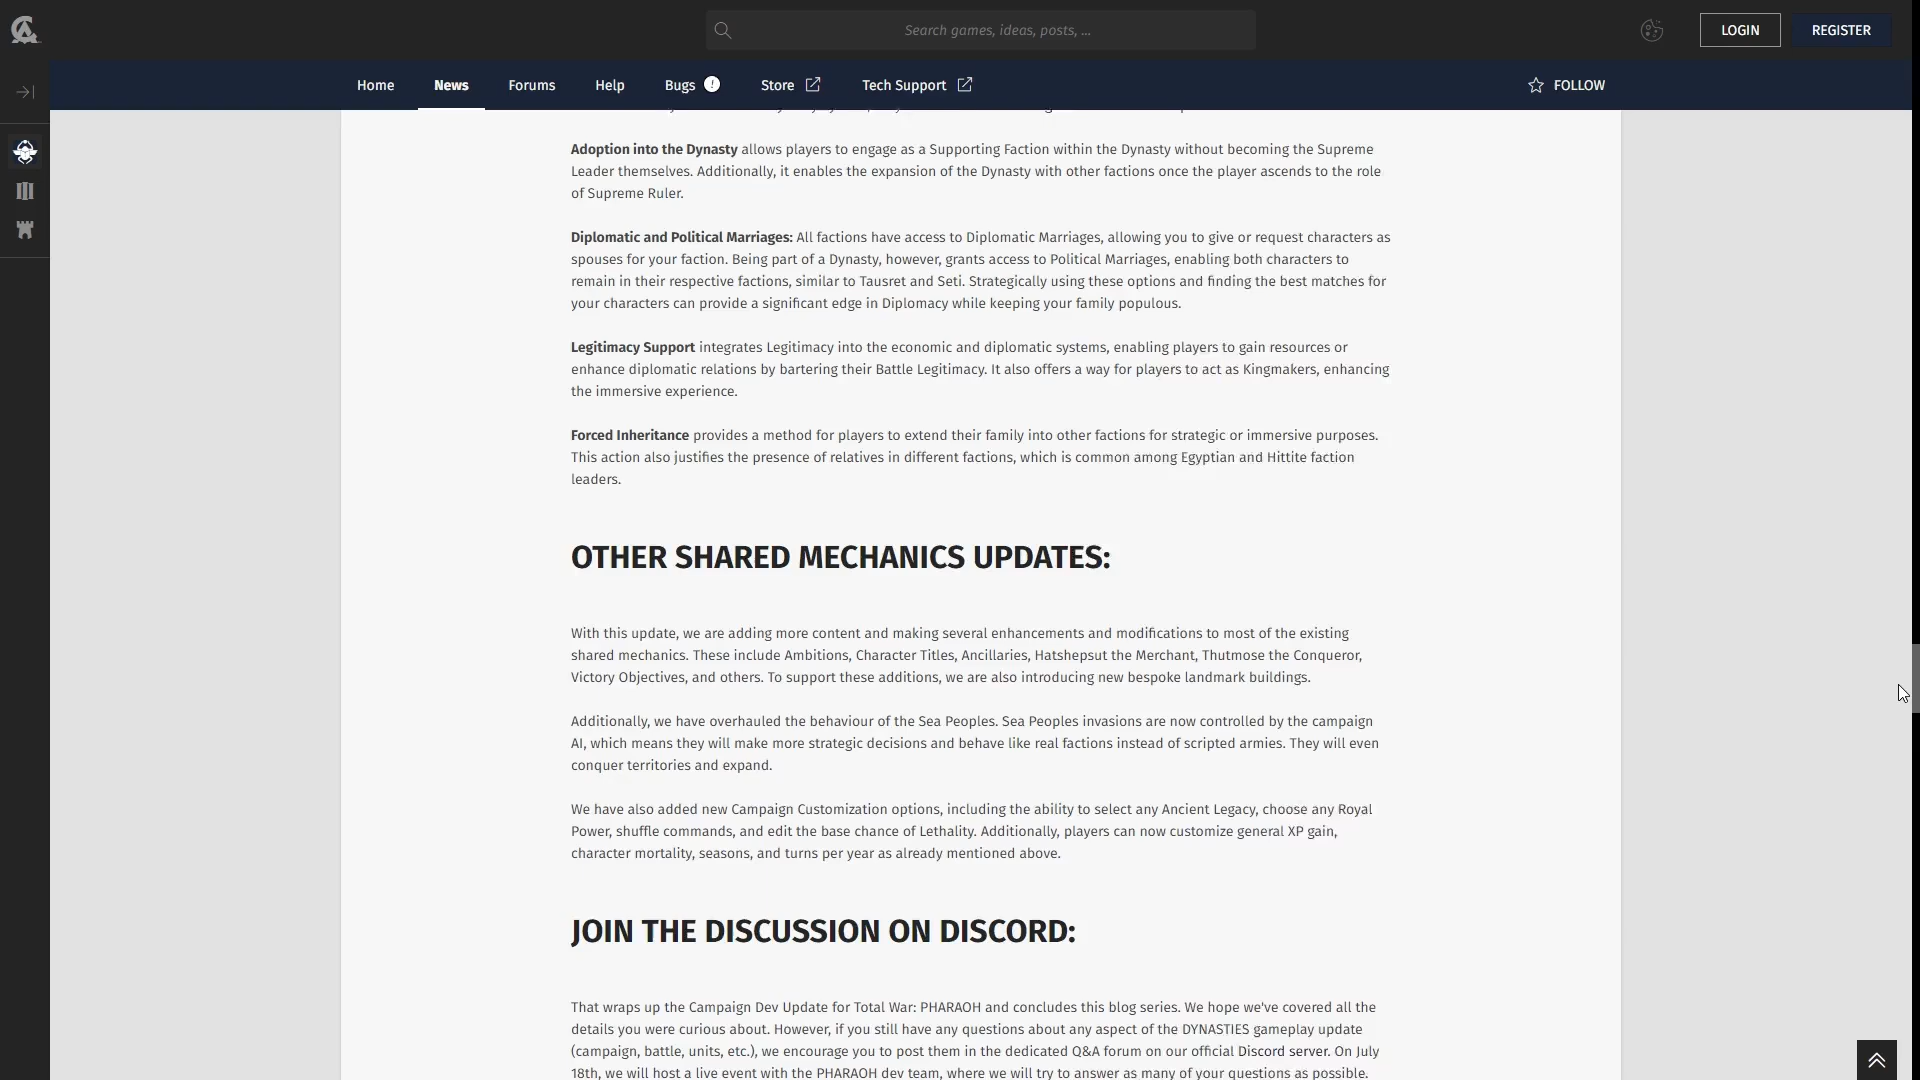 Search games, ideas, posts, ...
LOGIN
REGISTER
Home
News
Forums
Help
Bugs !
Store
Tech Support
FOLLOW
Adoption into the Dynasty allows players to engage as a Supporting Faction within the Dynasty without becoming the Supreme
Leader themselves. Additionally, it enables the expansion of the Dynasty with other factions once the player ascends to the role
of Supreme Ruler.
Diplomatic and Political Marriages: All factions have access to Diplomatic Marriages, allowing you to give or request characters as
spouses for your faction. Being part of a Dynasty, however, grants access to Political Marriages, enabling both characters to
remain in their respective factions, similar to Tausret and Seti. Strategically using these options and finding the best matches for
your characters can provide a significant edge in Diplomacy while keeping your family populous.
Legitimacy Support integrates Legitimacy into the economic and diplomatic systems, enabling players to gain resources or
enhance diplomatic relations by bartering their Battle Legitimacy. It also offers a way for players to act as Kingmakers, enhancing
the immersive experience.
Forced Inheritance provides a method for players to extend their family into other factions for strategic or immersive purposes.
This action also justifies the presence of relatives in different factions, which is common among Egyptian and Hittite faction
leaders.
OTHER SHARED MECHANICS UPDATES:
With this update, we are adding more content and making several enhancements and modifications to most of the existing
shared mechanics. These include Ambitions, Character Titles, Ancillaries, Hatshepsut the Merchant, Thutmose the Conqueror,
Victory Objectives, and others. To support these additions, we are also introducing new bespoke landmark buildings.
Additionally, we have overhauled the behaviour of the Sea Peoples. Sea Peoples invasions are now controlled by the campaign
AI, which means they will make more strategic decisions and behave like real factions instead of scripted armies. They will even
conquer territories and expand.
We have also added new Campaign Customization options, including the ability to select any Ancient Legacy, choose any Royal
Power, shuffle commands, and edit the base chance of Lethality. Additionally, players can now customize general XP gain,
character mortality, seasons, and turns per year as already mentioned above.
JOIN THE DISCUSSION ON DISCORD:
That wraps up the Campaign Dev Update for Total War: PHARAOH and concludes this blog series. We hope we've covered all the
details you were curious about. However, if you still have any questions about any aspect of the DYNASTIES gameplay update
(campaign, battle, units, etc.), we encourage you to post them in the dedicated Q&A forum on our official Discord server. On July
18th, we will host a live event with the PHARAOH dev team, where we will try to answer as many of your questions as possible.